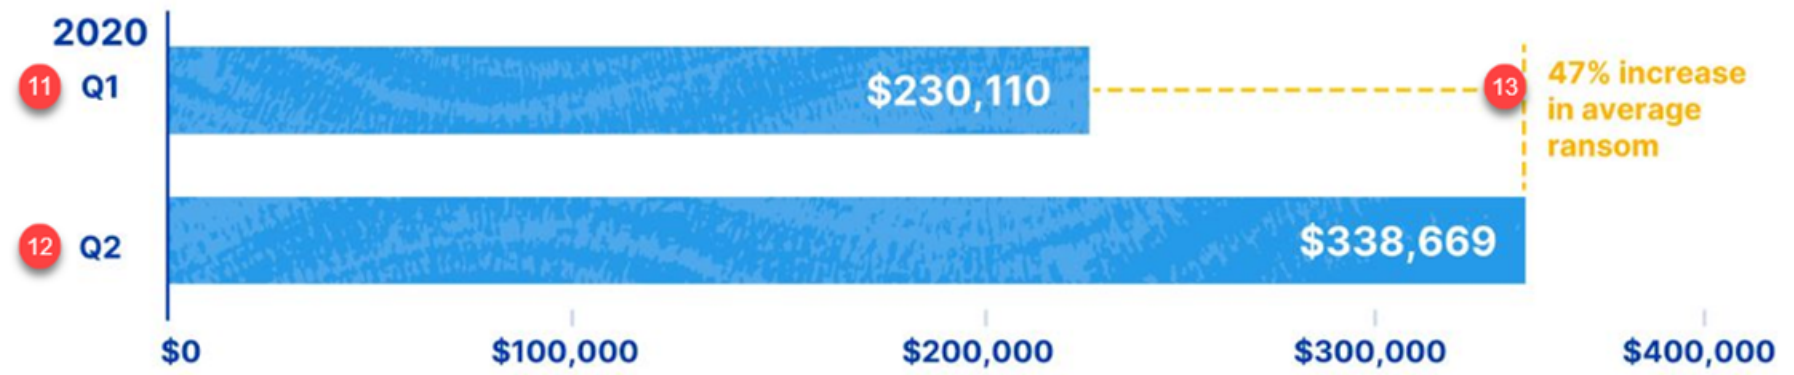 2020
11 Q1 $230,110 13 47% increase
in average
ransom
12 Q2 $338,669
$0 $100,000 $200,000 $300,000 $400,000